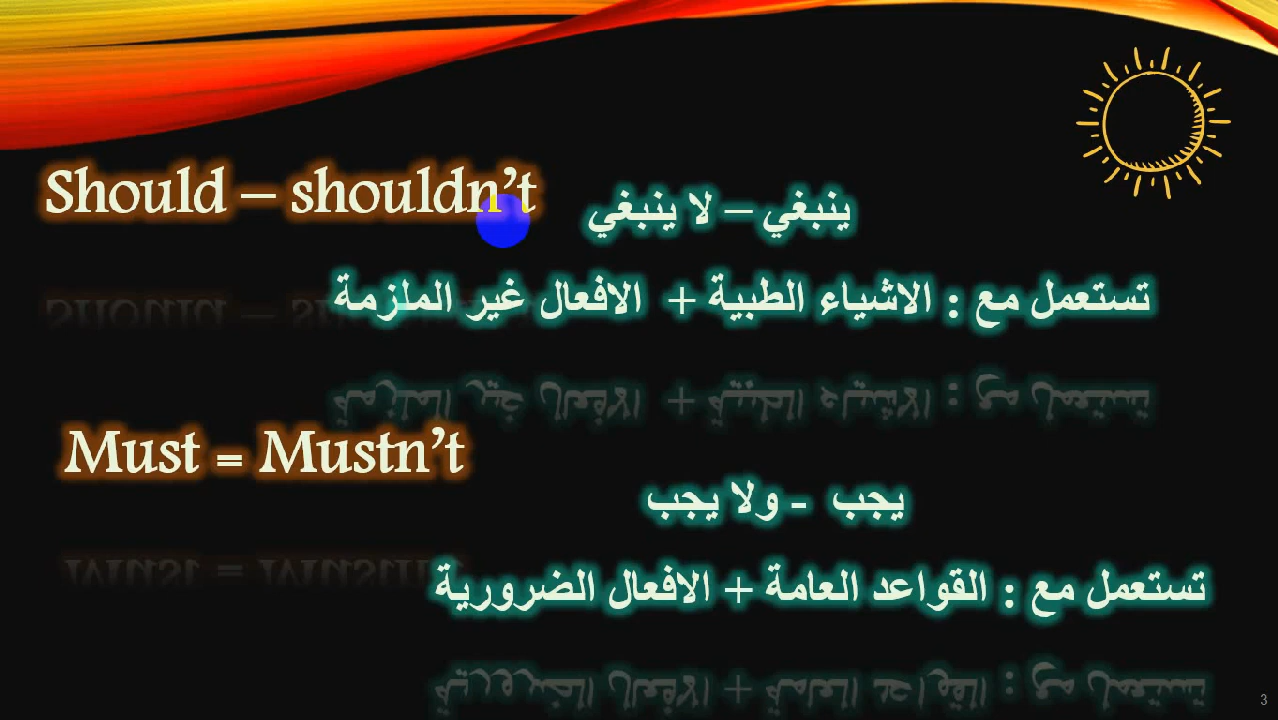 Should – shouldn’t ينبغي – لا ينبغي
تستعمل مع : الاشياء الطبية + الافعال غير الملزمة
Must = Mustn’t
يجب - ولا يجب
تستعمل مع : القواعد العامة + الافعال الضرورية
3